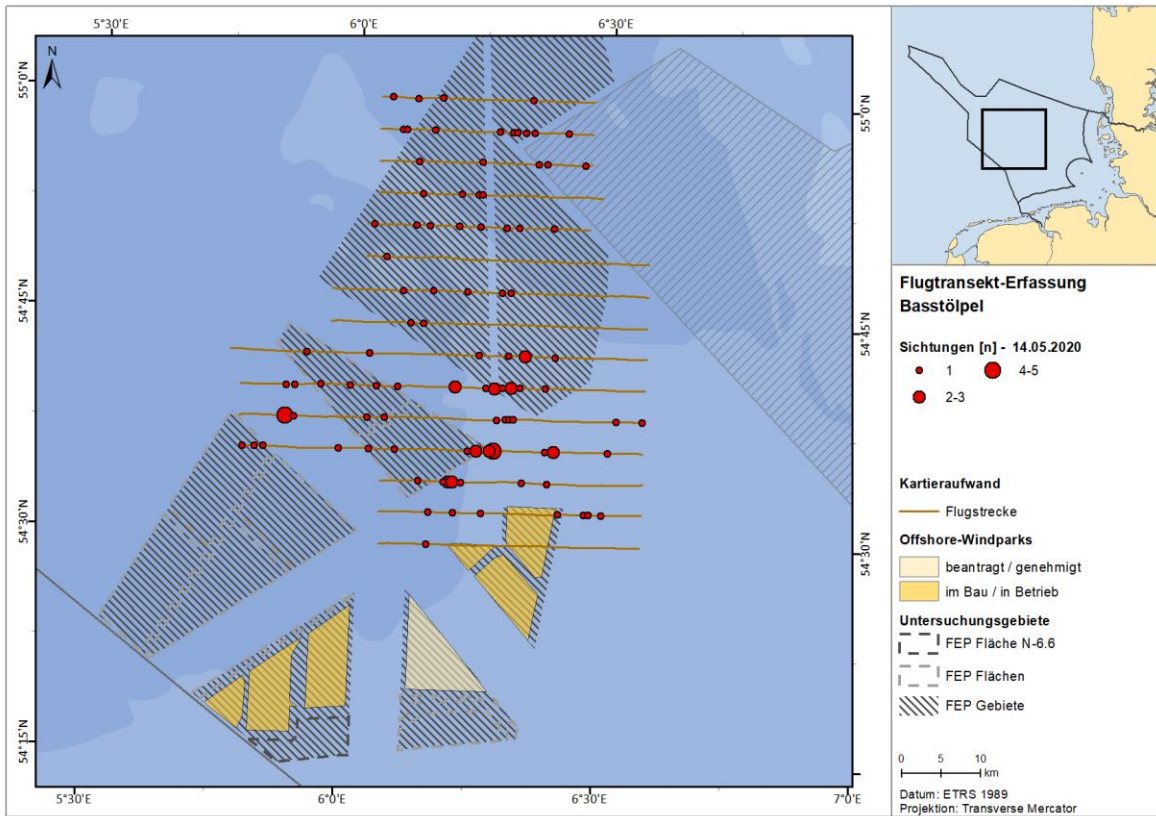 5°30'0"E
6°0'0"E
6°30'0"E
N
55°0'N
54°45'N
54°30'N
54°15'N
55°0'N
54°45'N
54°30'N
5°30'E
6°0'E
6°30'E
7°0'E
Flugtransekt-Erfassung
Basstölpel
Sichtungen [n] - 14.05.2020
1
4-5
2-3
Kartieraufwand
Flugstrecke
Offshore-Windparks
beantragt / genehmigt
im Bau / in Betrieb
Untersuchungsgebiete
FEP Fläche N-6.6
FEP Flächen
FEP Gebiete
0 5 10
km
Datum: ETRS 1989
Projektion: Transverse Mercator